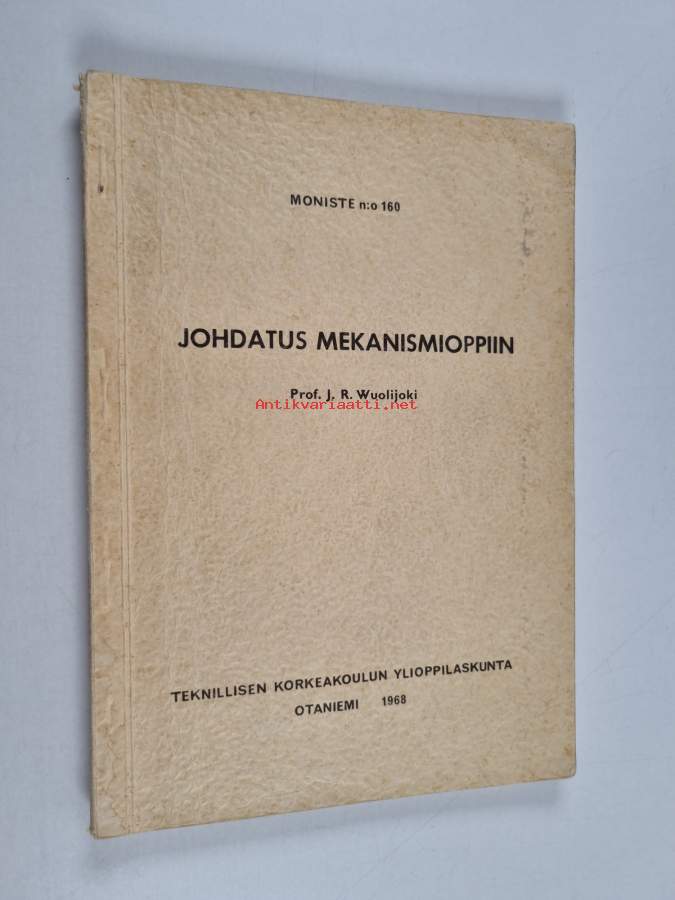 MONISTE n:o 160
JOHDATUS MEKANISMIOPPIIN
Prof. J. R. Wuolijoki
Antikvariaatti.net
TEKNILLISEN KORKEAKOULUN YLIOPPILASKUNTA
OTANIEMI 1968